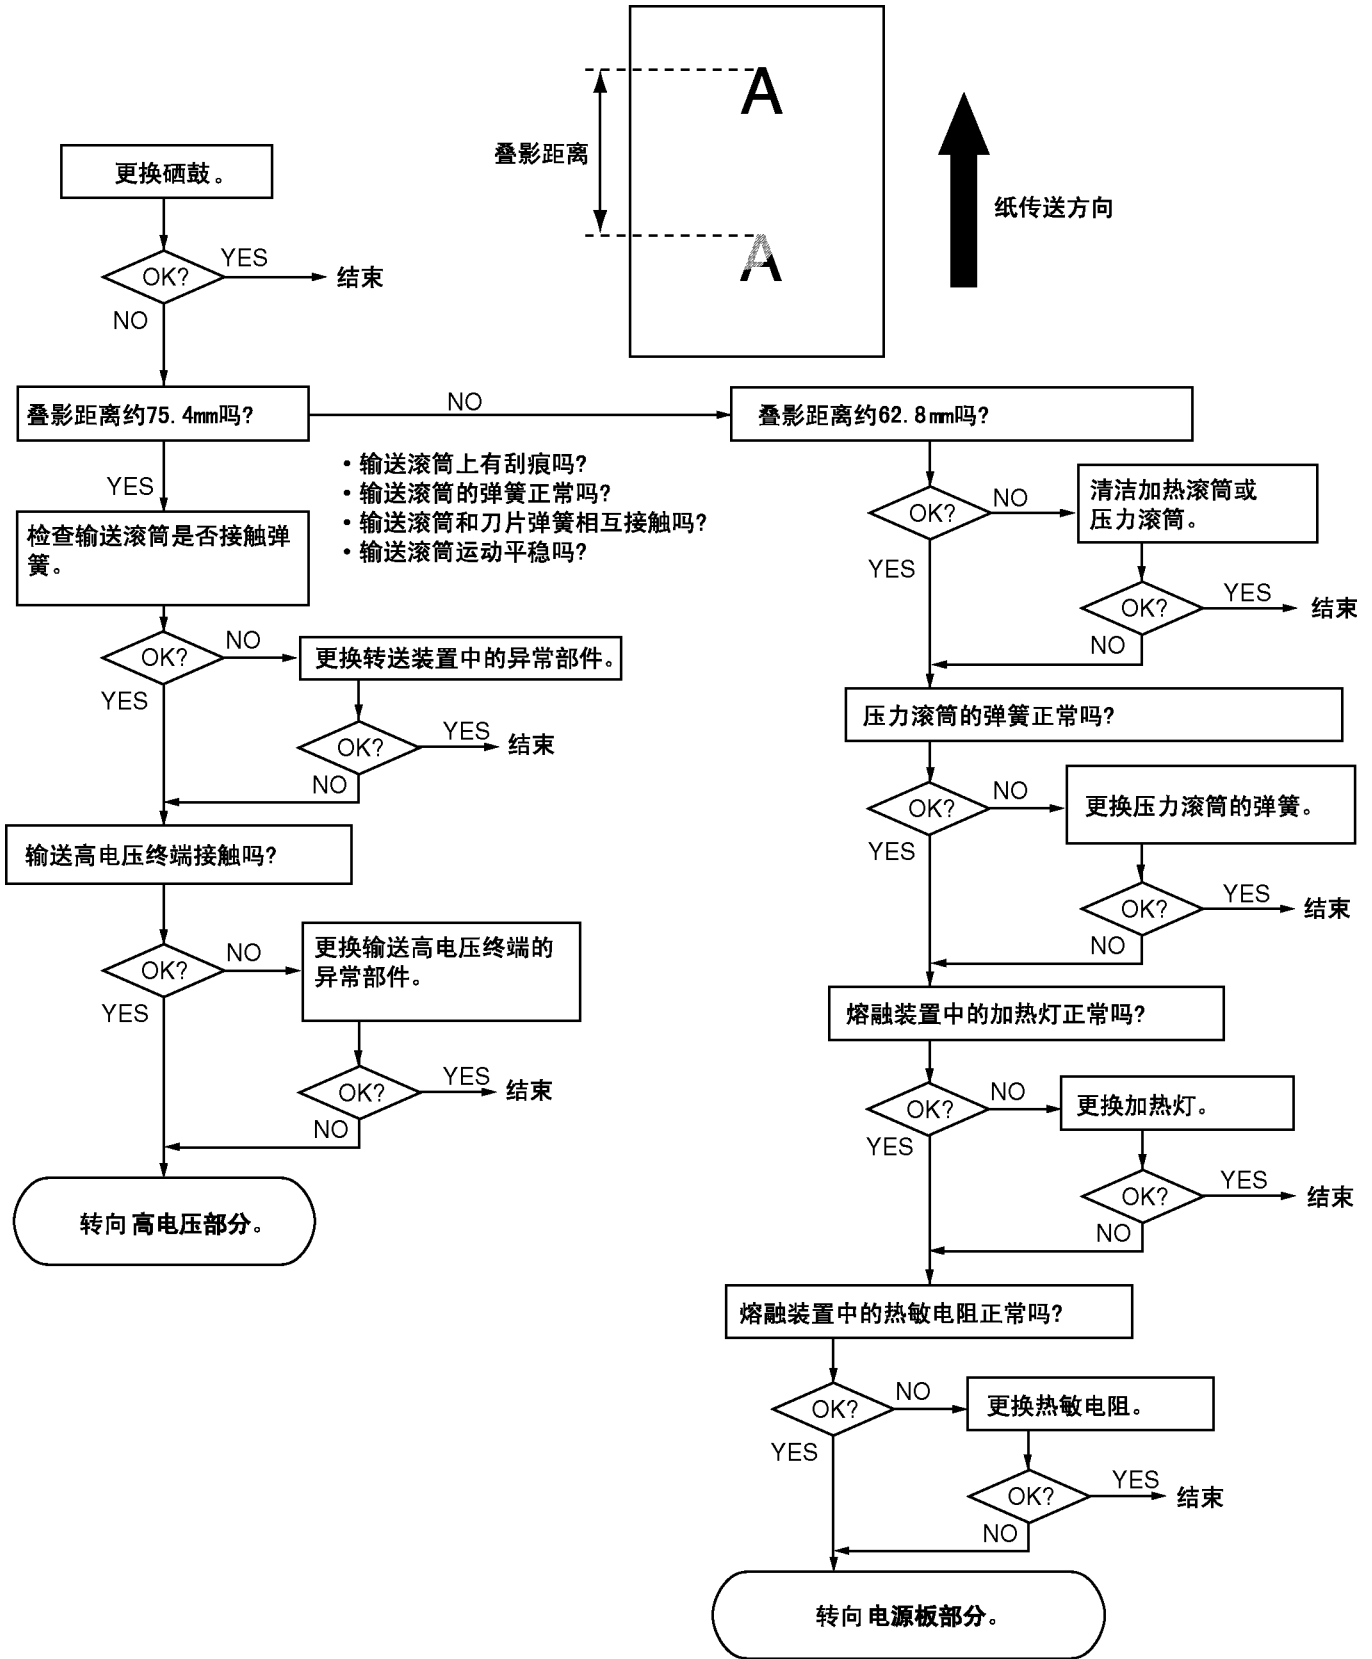 A
叠影距离
A
纸传送方向
更换硒鼓。
OK?
YES
结束
NO
叠影距离约75.4mm吗?
NO
YES
·输送滚筒上有刮痕吗?
·输送滚筒的弹簧正常吗?
·输送滚筒和刀片弹簧相互接触吗?
·输送滚筒运动平稳吗?
检查输送滚筒是否接触弹
簧。
OK?
NO
更换转送装置中的异常部件。
YES
OK?
YES
结束
NO
输送高电压终端接触吗?
OK?
NO
更换输送高电压终端的
异常部件。
YES
OK?
YES
结束
NO
转向高电压部分。
叠影距离约62.8mm吗?
OK?
NO
清洁加热滚筒或
压力滚筒。
YES
OK?
YES
结束
NO
压力滚筒的弹簧正常吗?
OK?
NO
更换压力滚筒的弹簧。
YES
OK?
YES
结束
NO
熔融装置中的加热灯正常吗?
OK?
NO
更换加热灯。
YES
OK?
YES
结束
NO
熔融装置中的热敏电阻正常吗?
OK?
NO
更换热敏电阻。
YES
OK?
YES
结束
NO
转向电源板部分。